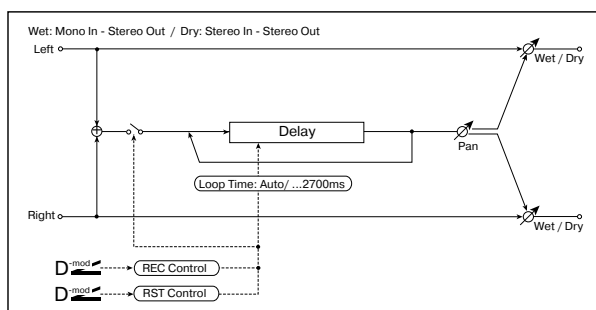 Wet: Mono In - Stereo Out / Dry: Stereo In - Stereo Out
Left
Wet / Dry
Delay
Pan
Loop Time: Auto/ ...2700ms
Right
Wet / Dry
D-mod
REC Control
D-mod
RST Control